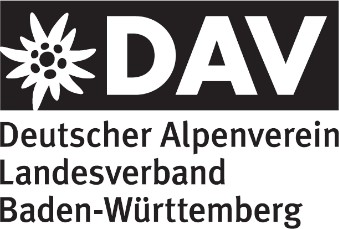 DAV
Deutscher Alpenverein
Landesverband
Baden-Württemberg